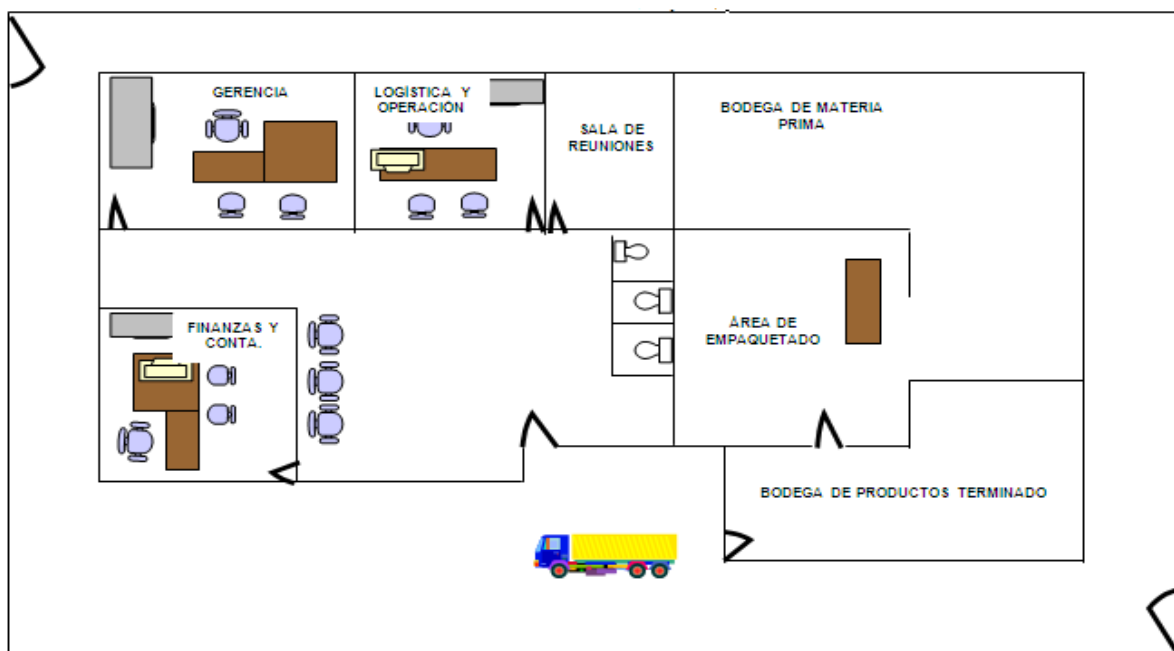 GERENCIA
LOGÍSTICA Y
OPERACIÓN
SALA DE
REUNIONES
BODEGA DE MATERIA
PRIMA
FINANZAS Y
CONTA.
ÁREA DE
EMPAQUETADO
BODEGA DE PRODUCTOS TERMINADO